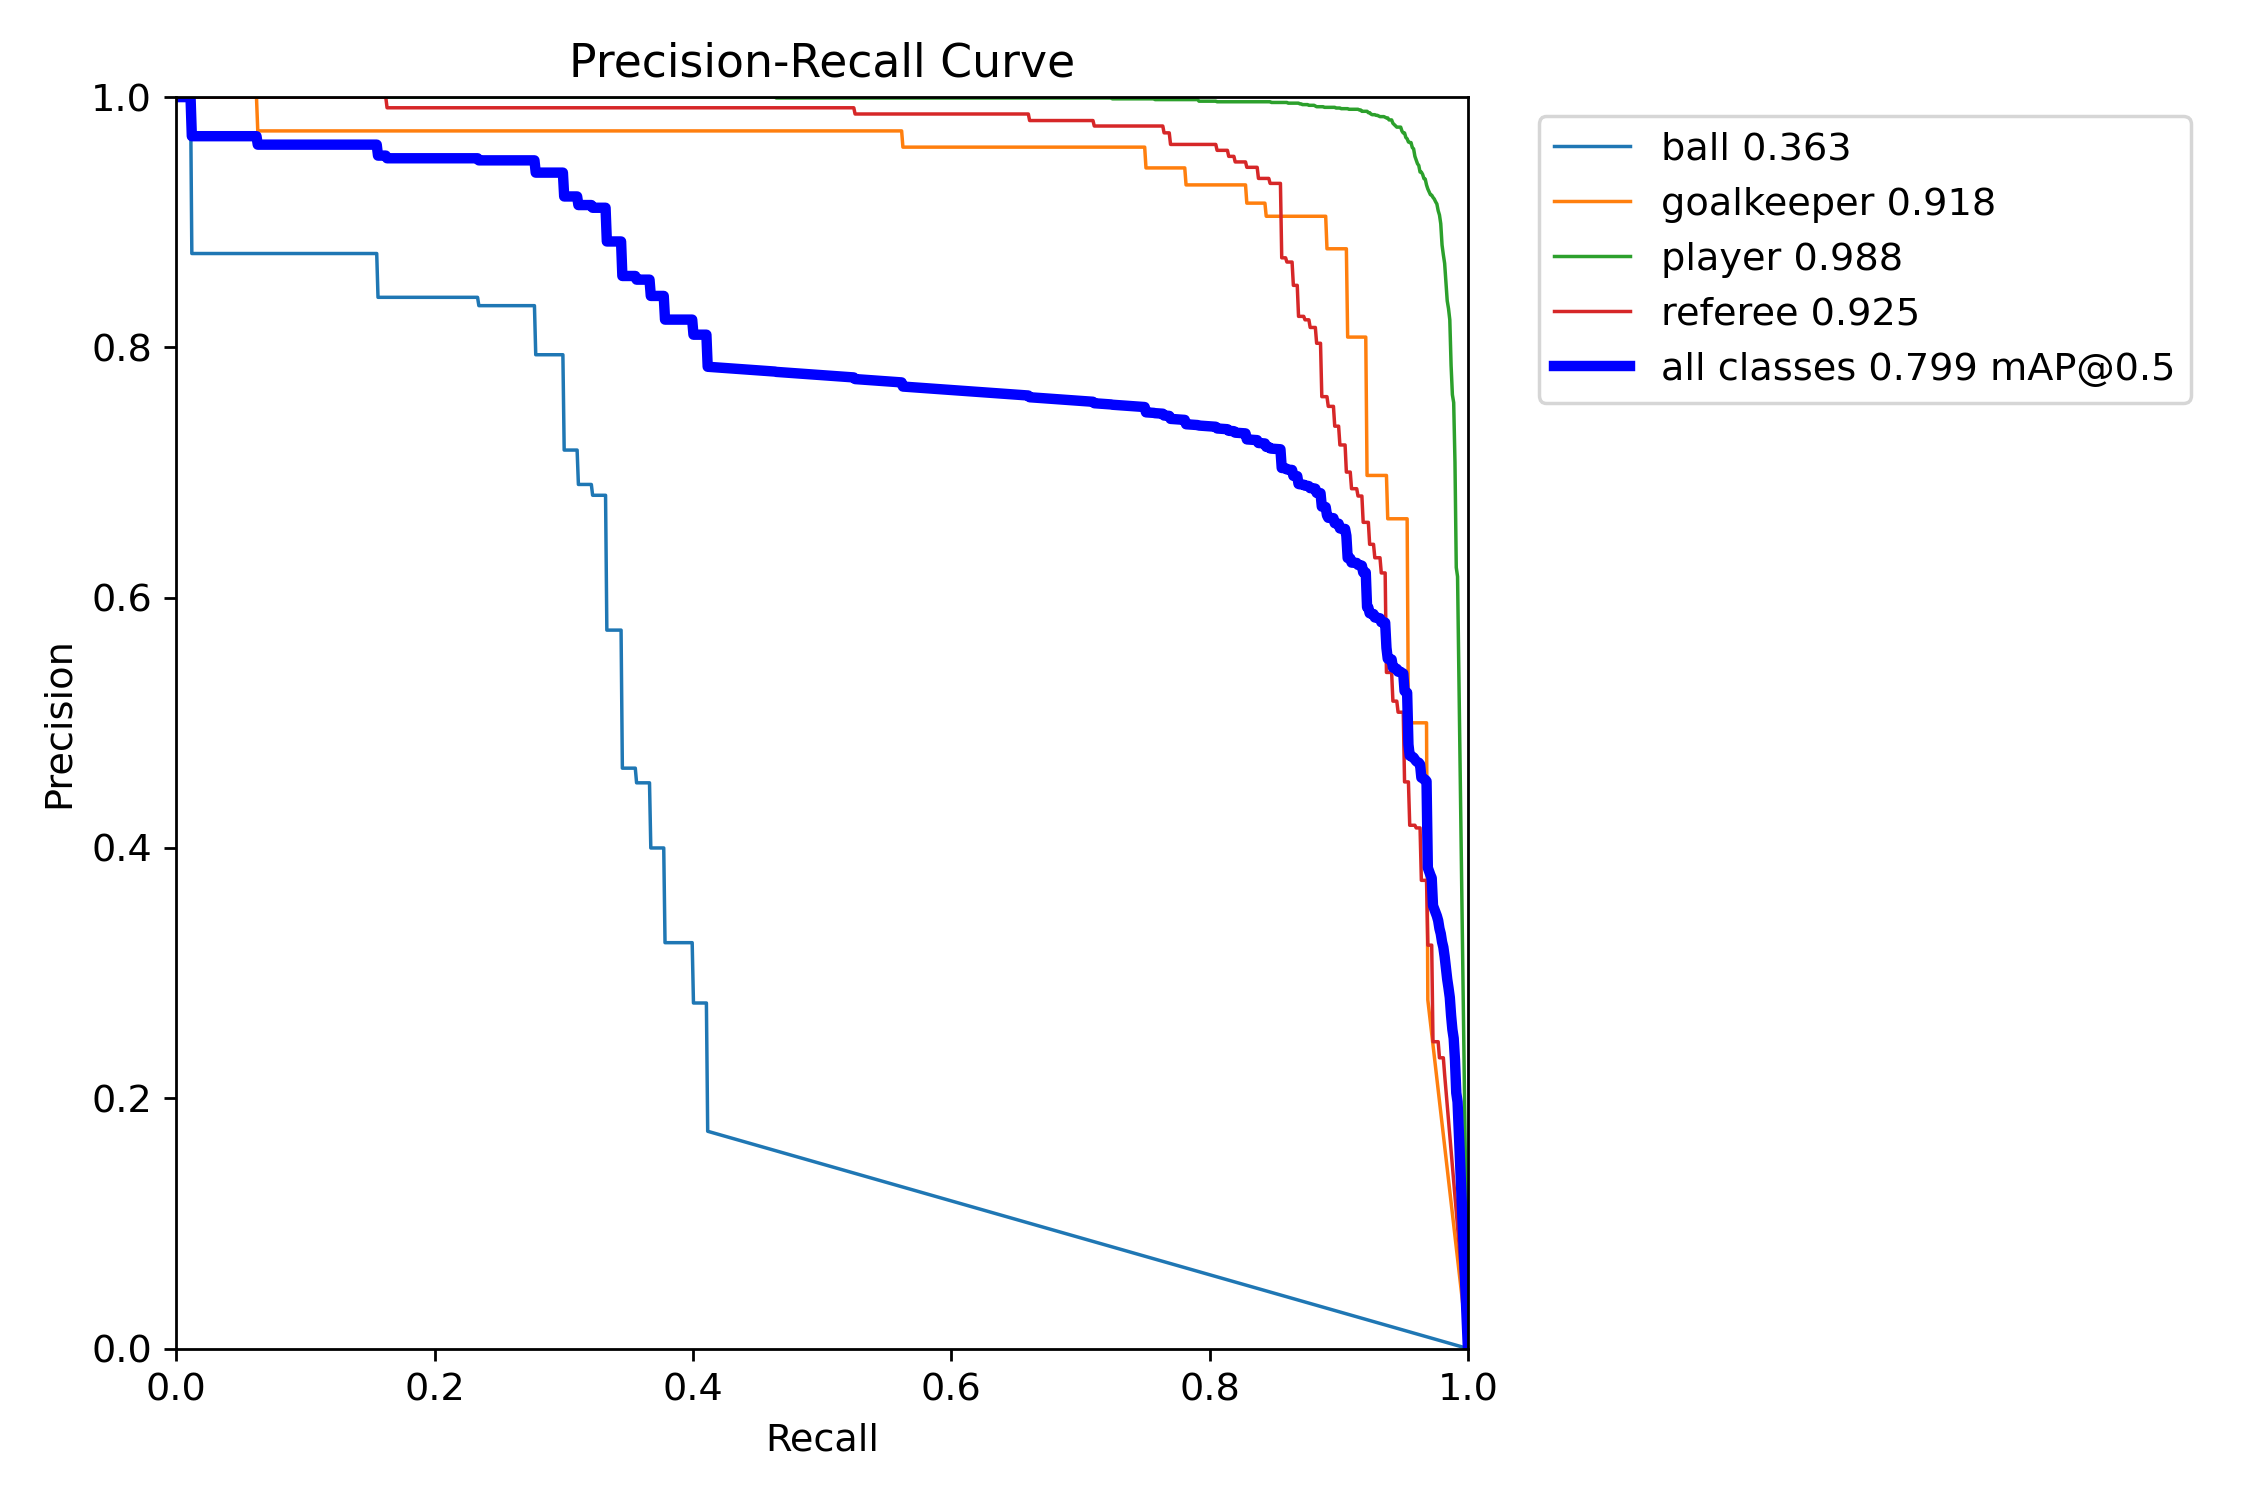 Precision-Recall Curve
1.0
0.8
0.6
0.4
0.2
0.0
Precision
0.0 0.2 0.4 0.6 0.8 1.0
Recall
ball 0.363
goalkeeper 0.918
player 0.988
referee 0.925
all classes 0.799 mAP@0.5